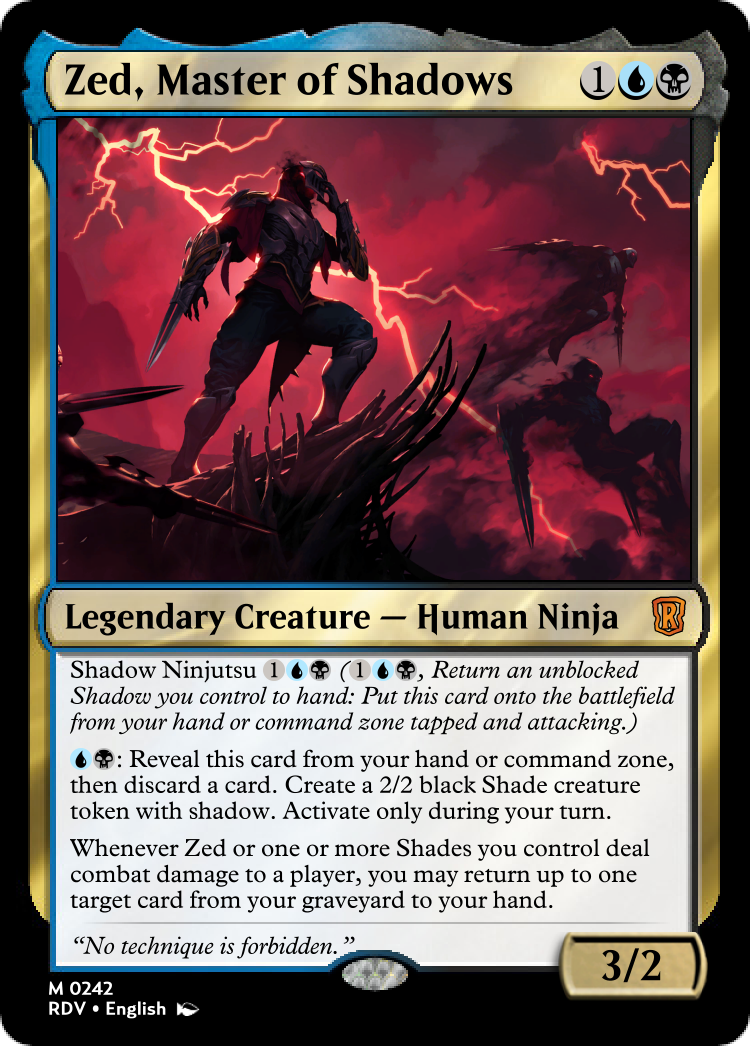 Zed, Master of Shadows 1
Legendary Creature — Human Ninja R
Shadow Ninjutsu 1 (1, Return an unblocked
Shadow you control to hand: Put this card onto the battlefield
from your hand or command zone tapped and attacking.)
: Reveal this card from your hand or command zone,
then discard a card. Create a 2/2 black Shade creature
token with shadow. Activate only during your turn.
Whenever Zed or one or more Shades you control deal
combat damage to a player, you may return up to one
target card from your graveyard to your hand.
“No technique is forbidden.”
3/2
M 0242
RDV • English